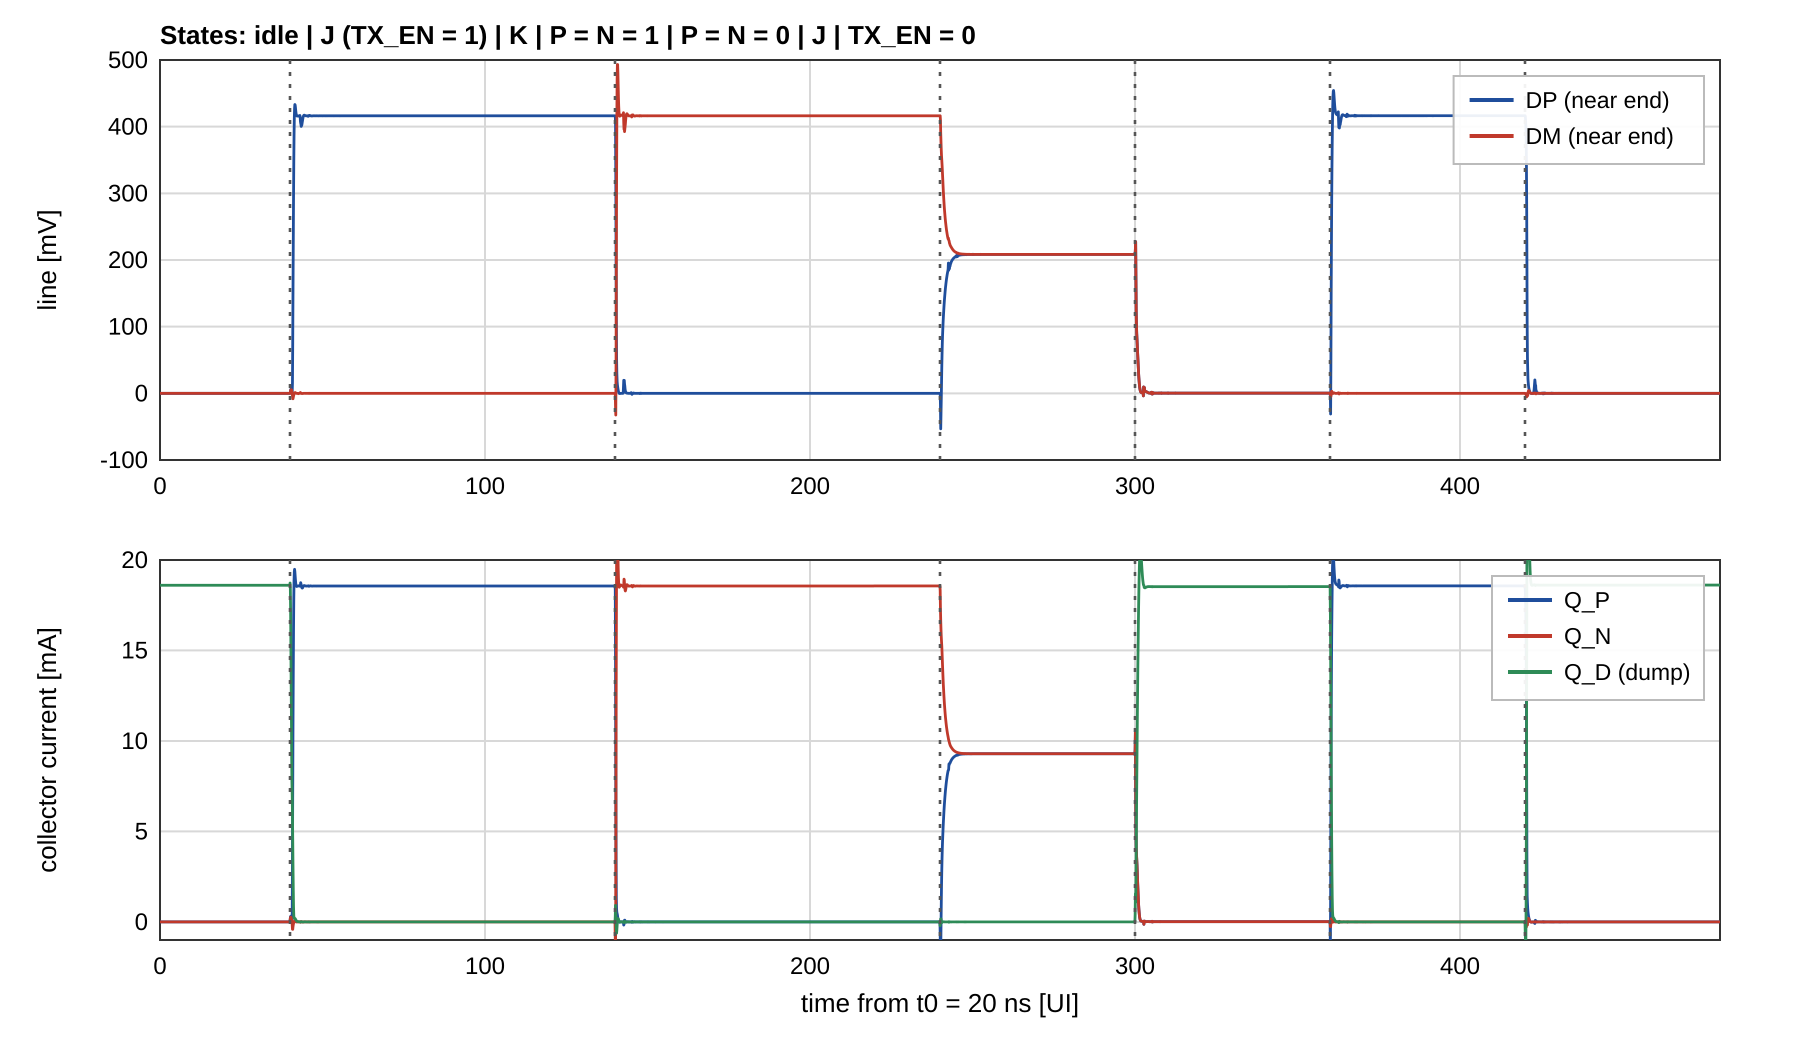 States: idle | J (TX_EN = 1) | K | P = N = 1 | P = N = 0 | J | TX_EN = 0
500
400
300
200
100
0
-100
line [mV]
DP (near end)
DM (near end)
0 100 200 300 400
20
15
10
5
0
collector current [mA]
Q_P
Q_N
Q_D (dump)
0 100 200 300 400
time from t0 = 20 ns [UI]